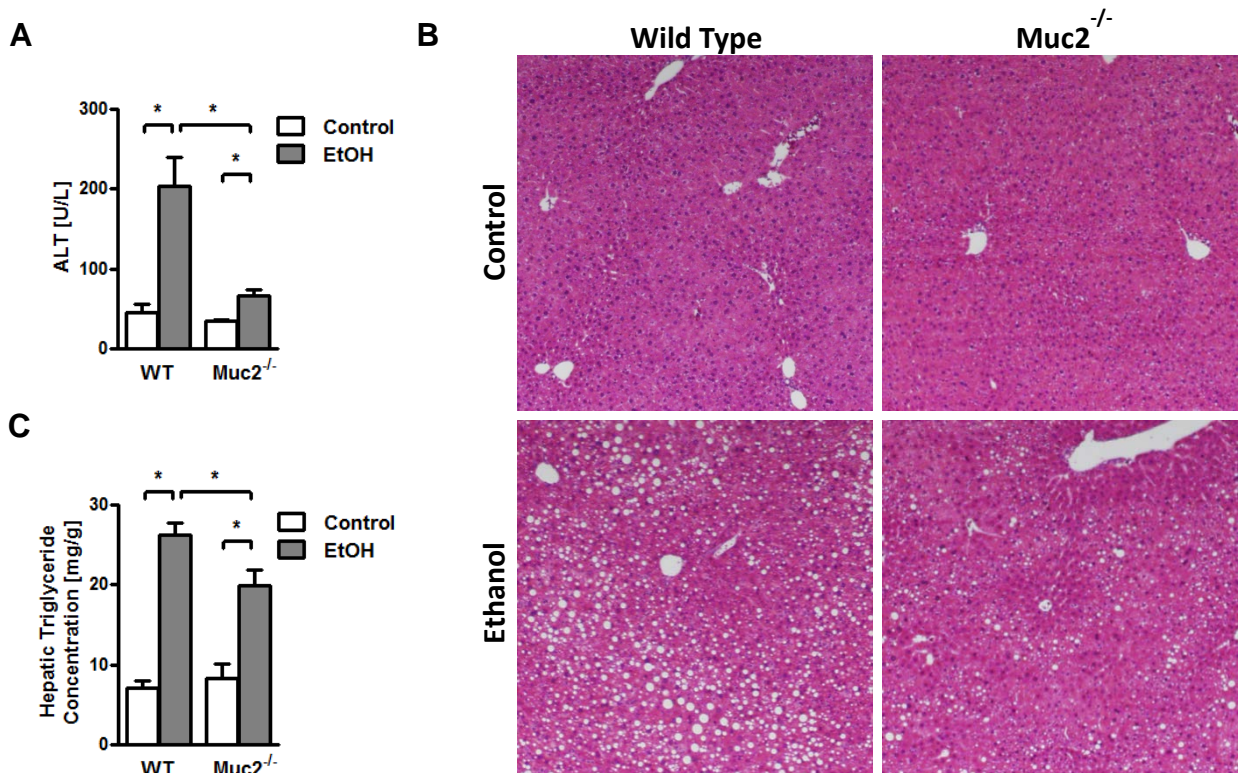 A
300
200
100
0
ALT [U/L]
*
*
*
Control
EtOH
WT
Muc2-/-
B
Wild Type
Muc2-/-
Control
Ethanol
C
30
20
10
0
Hepatic Triglyceride
Concentration [mg/g]
*
*
*
Control
EtOH
WT
Muc2-/-